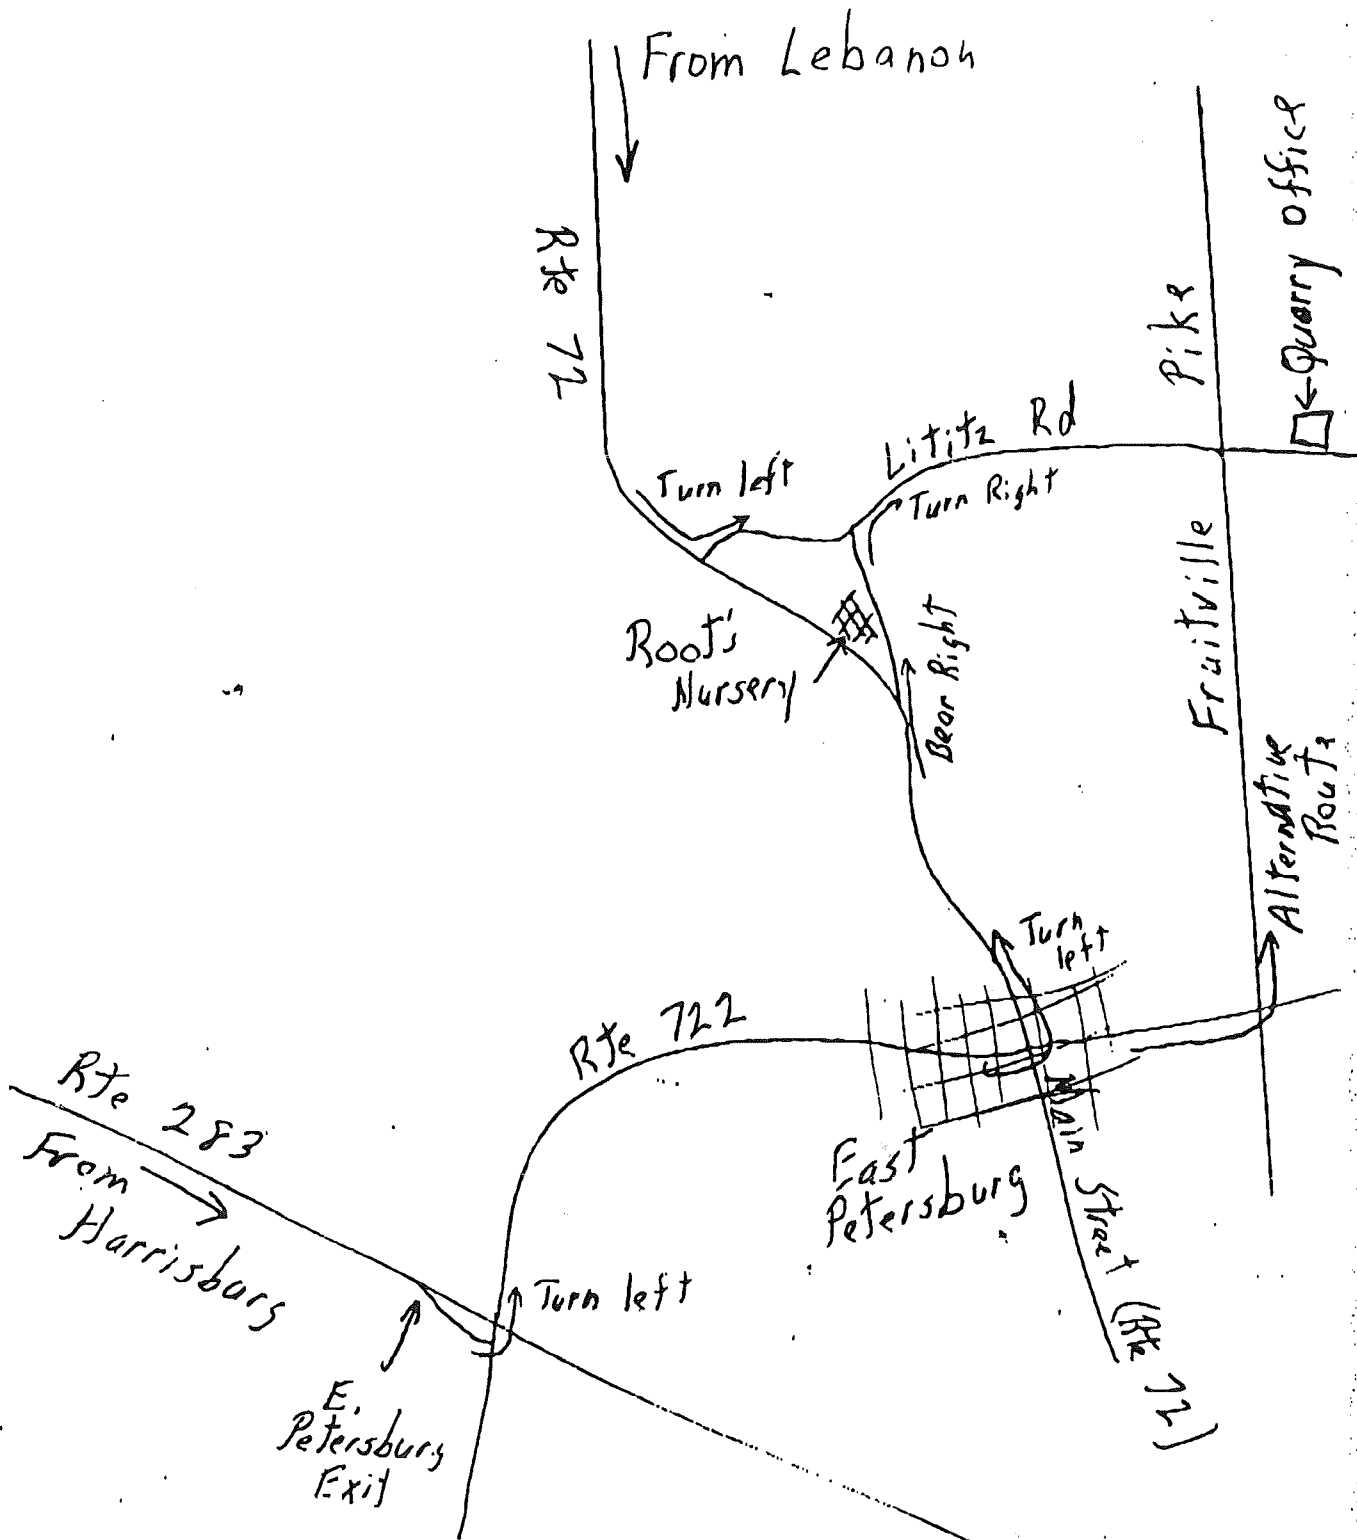 From Lebanon
Rte 72
Quarry office
Pike
Lititz Rd
Turn left
Turn Right
Root's
Nursery
Bear Right
Fruitville
Alternative
Route
Turn
left
Rte 722
Rte 283
From
Harrisburg
East
Petersburg
Main Street (Rte 72)
Turn left
E.
Petersburg
Exit